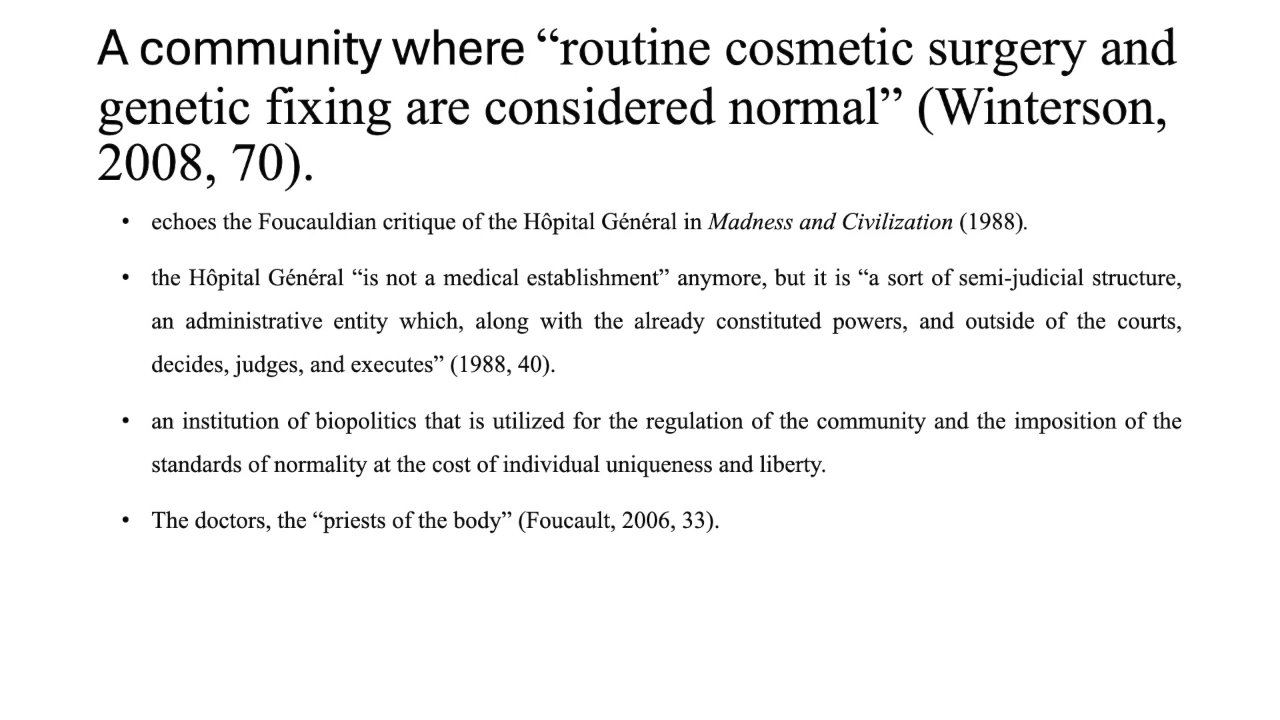 A community where “routine cosmetic surgery and
genetic fixing are considered normal” (Winterson,
2008, 70).
• echoes the Foucauldian critique of the Hôpital Général in Madness and Civilization (1988).
• the Hôpital Général “is not a medical establishment” anymore, but it is “a sort of semi-judicial structure,
an administrative entity which, along with the already constituted powers, and outside of the courts,
decides, judges, and executes” (1988, 40).
• an institution of biopolitics that is utilized for the regulation of the community and the imposition of the
standards of normality at the cost of individual uniqueness and liberty.
• The doctors, the “priests of the body” (Foucault, 2006, 33).